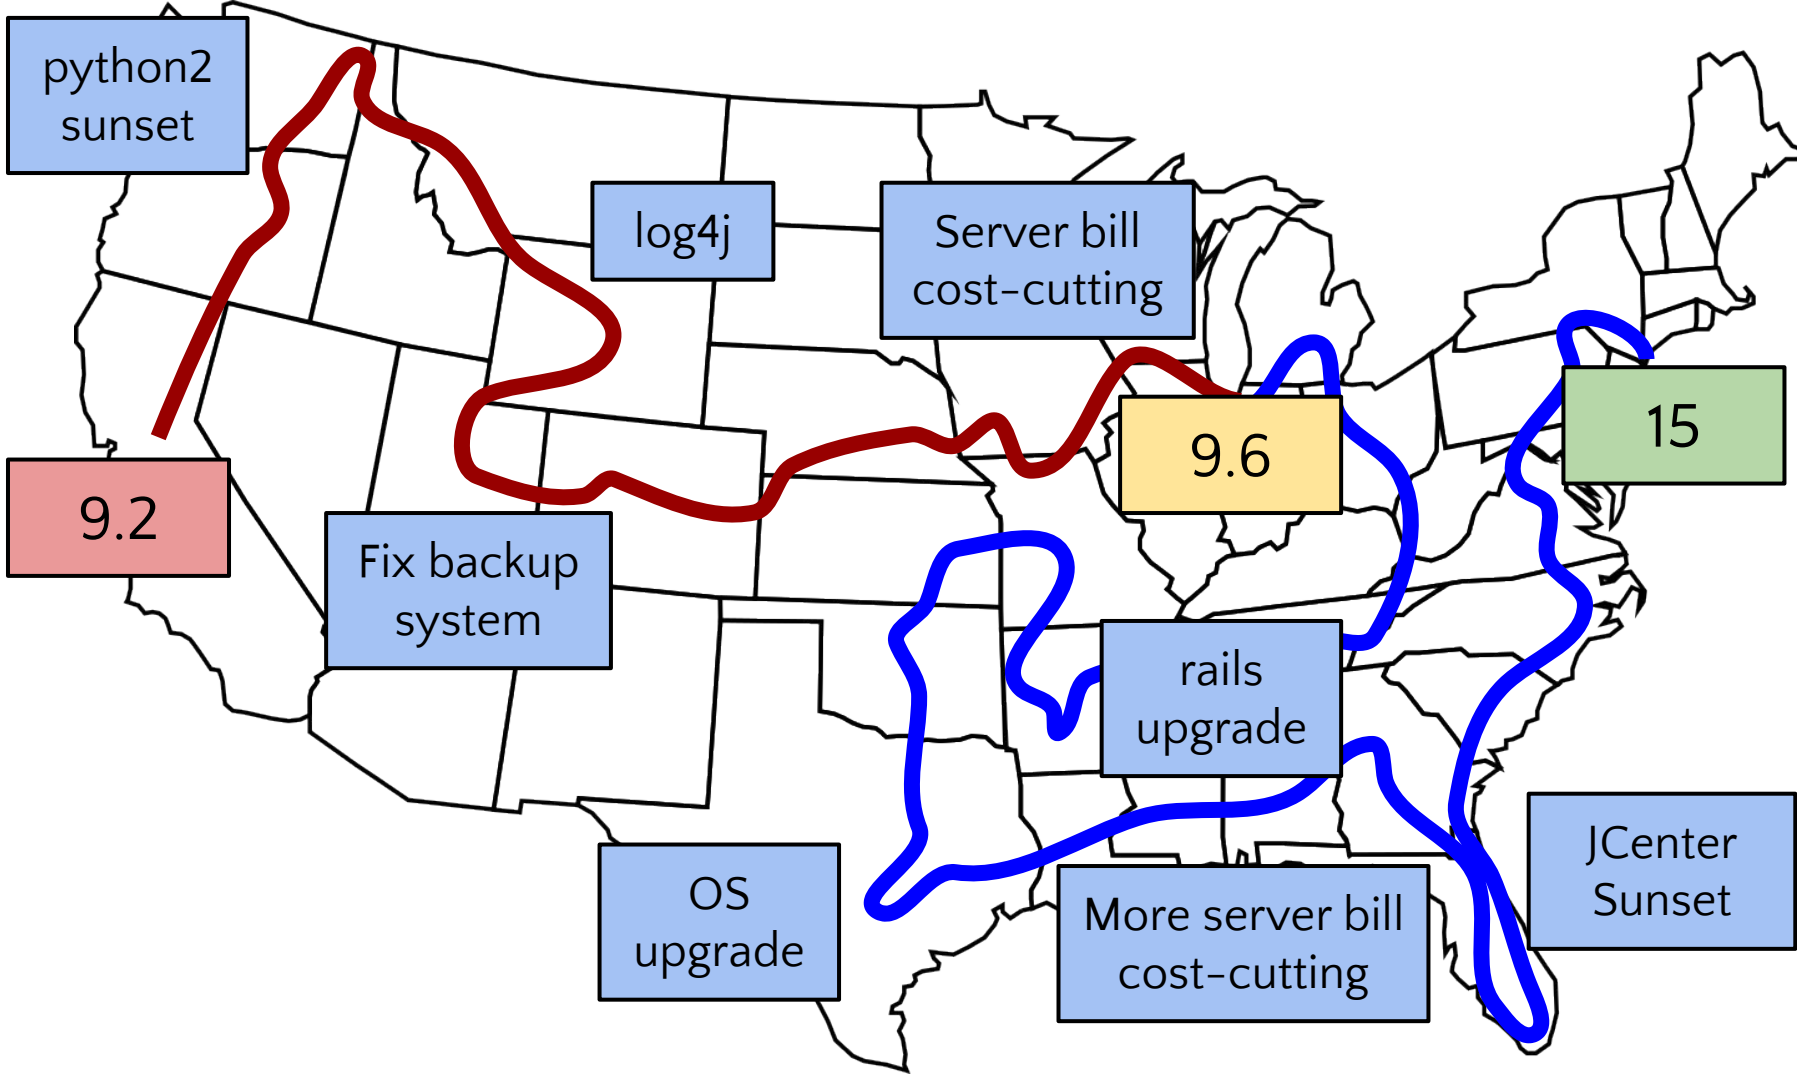 python2
sunset
log4j
Server bill
cost-cutting
9.2
9.6
15
Fix backup
system
rails
upgrade
OS
upgrade
More server bill
cost-cutting
JCenter
Sunset